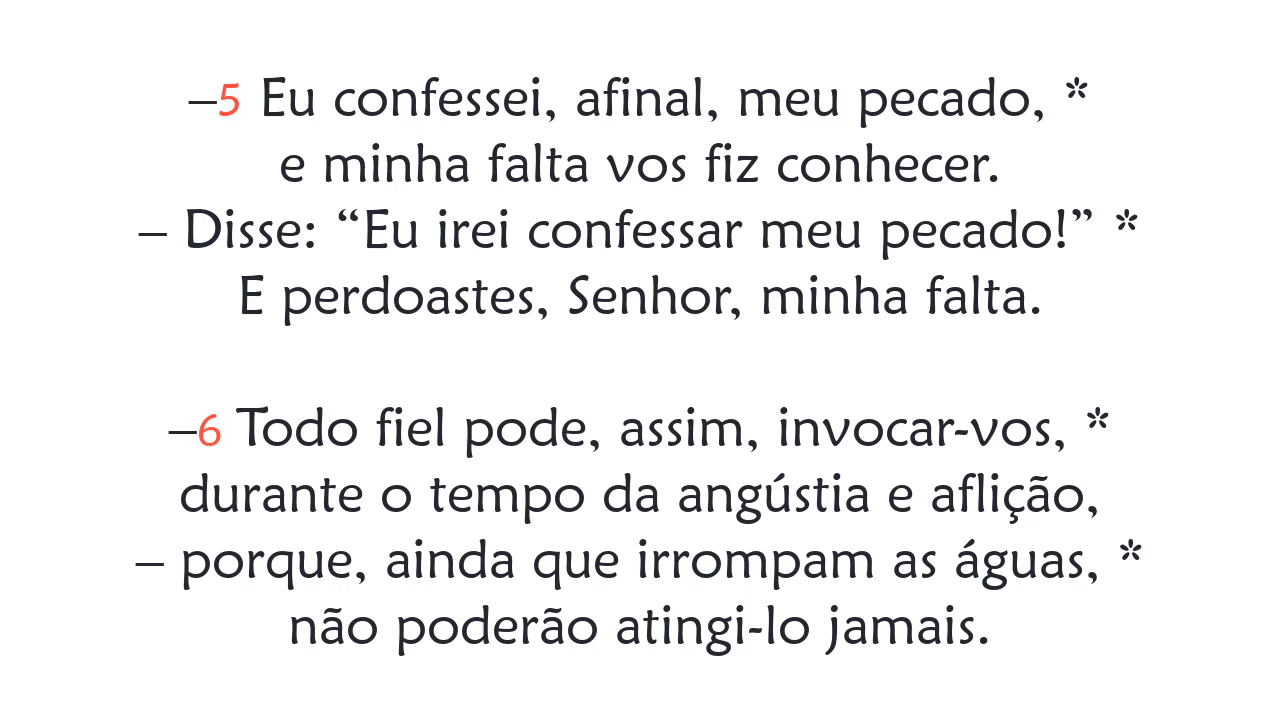 –5 Eu confessei, afinal, meu pecado, *
e minha falta vos fiz conhecer.
– Disse: “Eu irei confessar meu pecado!” *
E perdoastes, Senhor, minha falta.
–6 Todo fiel pode, assim, invocar-vos, *
durante o tempo da angústia e aflição,
– porque, ainda que irrompam as águas, *
não poderão atingi-lo jamais.